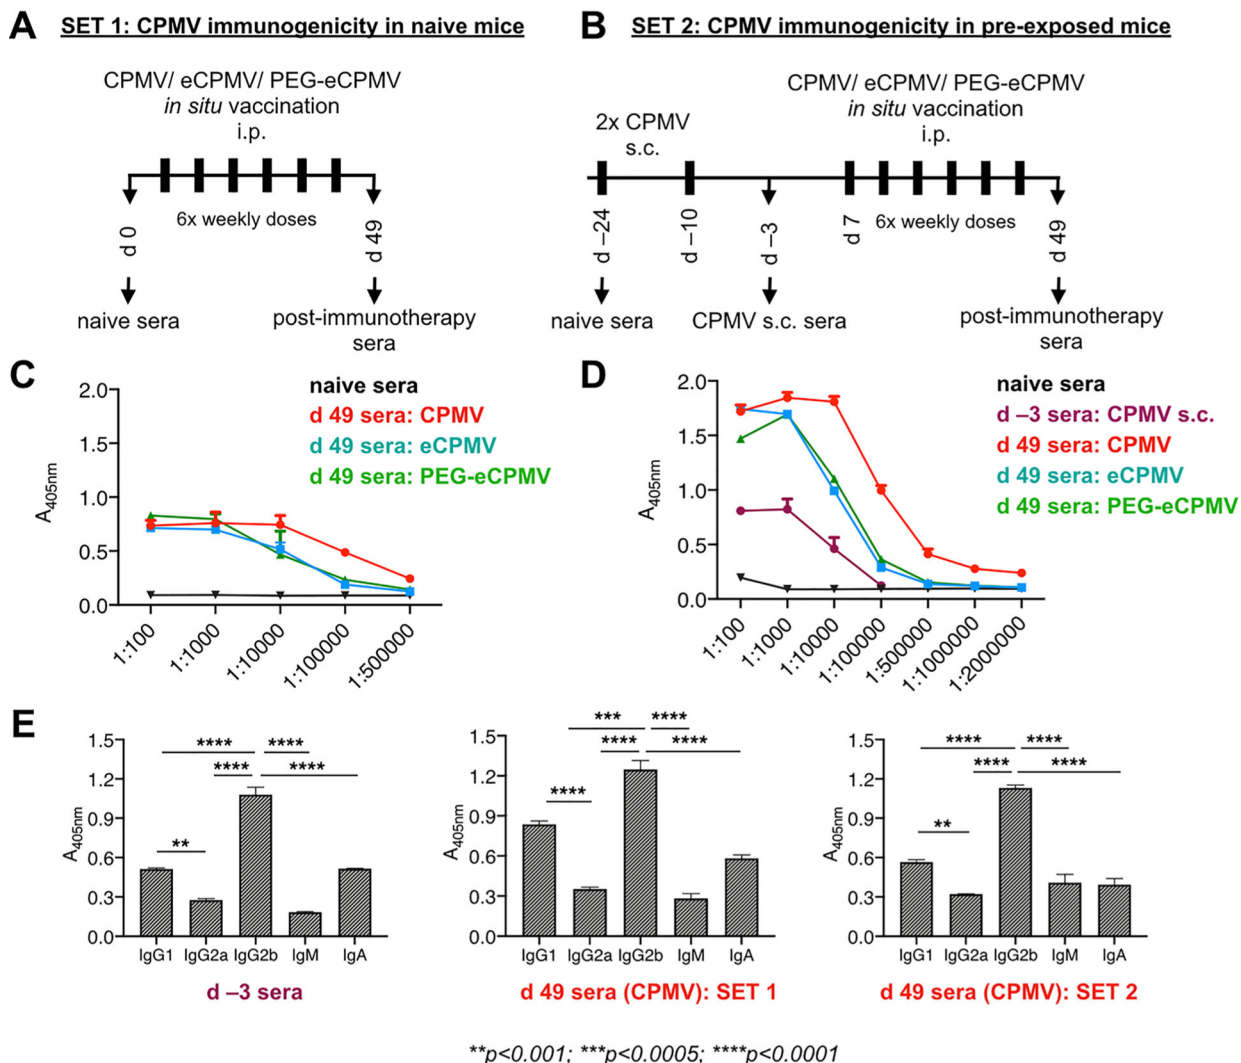 A SET 1: CPMV immunogenicity in naive mice
CPMV/ eCPMV/ PEG-eCPMV
in situ vaccination
i.p.
6x weekly doses
d 0
d 49
naive sera
post-immunotherapy
sera
B SET 2: CPMV immunogenicity in pre-exposed mice
CPMV/ eCPMV/ PEG-eCPMV
in situ vaccination
i.p.
2x CPMV
s.c.
d –24
d –10
d –3
d 7
6x weekly doses
d 49
naive sera
CPMV s.c. sera
post-immunotherapy
sera
C
naive sera
d 49 sera: CPMV
d 49 sera: eCPMV
d 49 sera: PEG-eCPMV
A405nm
2.0
1.5
1.0
0.5
0.0
1:100
1:1000
1:10000
1:100000
1:500000
D
naive sera
d –3 sera: CPMV s.c.
d 49 sera: CPMV
d 49 sera: eCPMV
d 49 sera: PEG-eCPMV
A405nm
2.0
1.5
1.0
0.5
0.0
1:100
1:1000
1:10000
1:100000
1:500000
1:1000000
1:2000000
E
A405nm
1.5
1.2
0.9
0.6
0.3
0.0
**** ****
**** ****
**
IgG1 IgG2a IgG2b IgM IgA
d –3 sera
A405nm
1.5
1.2
0.9
0.6
0.3
0.0
*** ****
**** ****
****
IgG1 IgG2a IgG2b IgM IgA
d 49 sera (CPMV): SET 1
A405nm
1.5
1.2
0.9
0.6
0.3
0.0
**** ****
**** ****
**
IgG1 IgG2a IgG2b IgM IgA
d 49 sera (CPMV): SET 2
**p<0.001; ***p<0.0005; ****p<0.0001